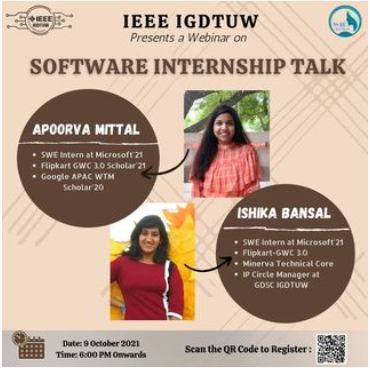 IEEE
IGDTUW
IEEE IGDTUW
Presents a Webinar on
SOFTWARE INTERNSHIP TALK
APOORVA MITTAL
SWE Intern at Microsoft'21
Flipkart GWC 3.0 Scholar'21
Google APAC WTM
Scholar'20
ISHIKA BANSAL
SWE Intern at Microsoft'21
Flipkart-GWC 3.0
Minerva Technical Core
IP Circle Manager at
GDSC IGDTUW
Date: 9 October 2021
Time: 6:00 PM Onwards
Scan the QR Code to Register :